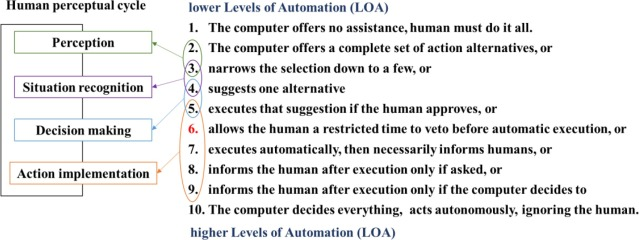 Human perceptual cycle
Perception
Situation recognition
Decision making
Action implementation
lower Levels of Automation (LOA)
1. The computer offers no assistance, human must do it all.
2. The computer offers a complete set of action alternatives, or
3. narrows the selection down to a few, or
4. suggests one alternative
5. executes that suggestion if the human approves, or
6. allows the human a restricted time to veto before automatic execution, or
7. executes automatically, then necessarily informs humans, or
8. informs the human after execution only if asked, or
9. informs the human after execution only if the computer decides to
10. The computer decides everything, acts autonomously, ignoring the human.
higher Levels of Automation (LOA)